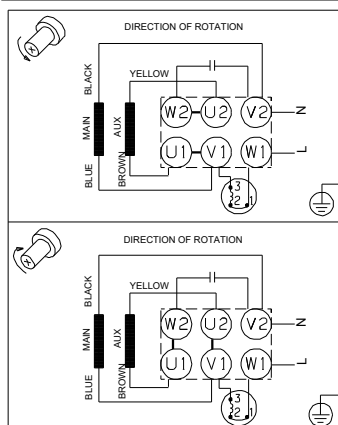 DIRECTION OF ROTATION
BLACK
YELLOW
MAIN
AUX
W2 U2 V2 N
U1 V1 W1 L
BLUE
BROWN
3
2 1
DIRECTION OF ROTATION
BLACK
YELLOW
MAIN
AUX
W2 U2 V2 N
U1 V1 W1 L
BLUE
BROWN
3
2 1